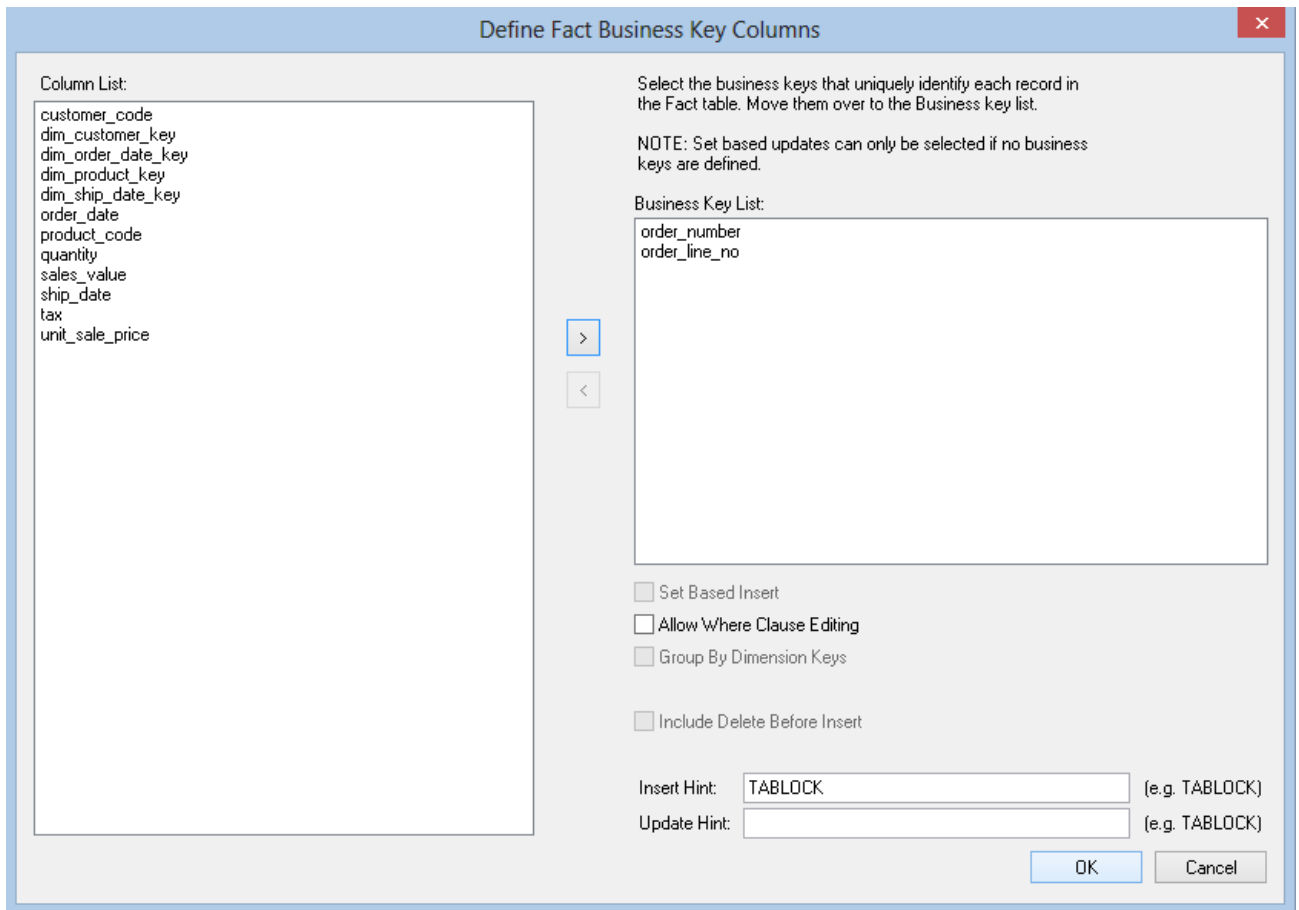 Define Fact Business Key Columns
Column List:
customer_code
dim_customer_key
dim_order_date_key
dim_product_key
dim_ship_date_key
order_date
product_code
quantity
sales_value
ship_date
tax
unit_sale_price
>
<
Select the business keys that uniquely identify each record in
the Fact table. Move them over to the Business key list.
NOTE: Set based updates can only be selected if no business
keys are defined.
Business Key List:
order_number
order_line_no
Set Based Insert
Allow Where Clause Editing
Group By Dimension Keys
Include Delete Before Insert
Insert Hint: TABLOCK (e.g. TABLOCK)
Update Hint: (e.g. TABLOCK)
OK Cancel